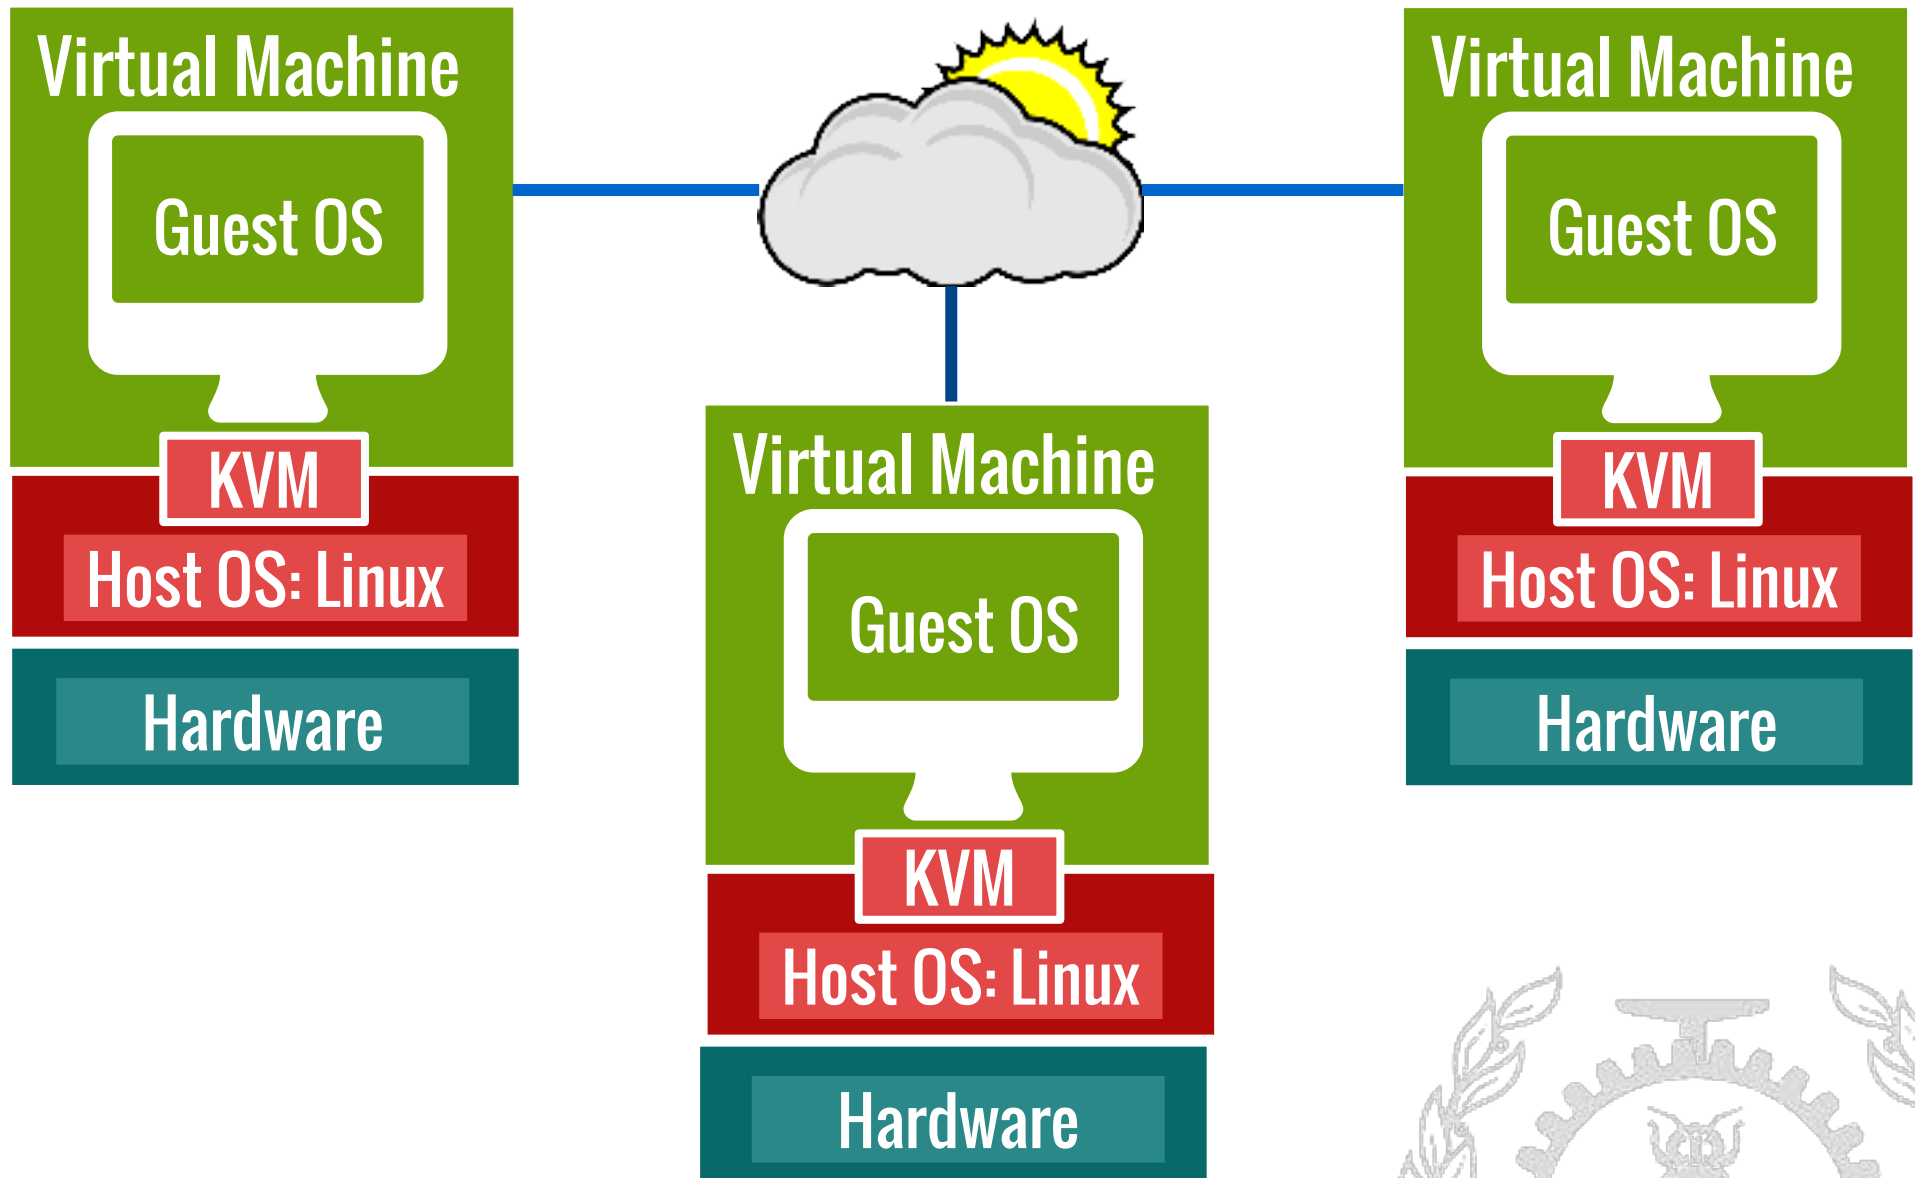 Virtual Machine
Guest OS
KVM
Host OS: Linux
Hardware
Virtual Machine
Guest OS
KVM
Host OS: Linux
Hardware
Virtual Machine
Guest OS
KVM
Host OS: Linux
Hardware